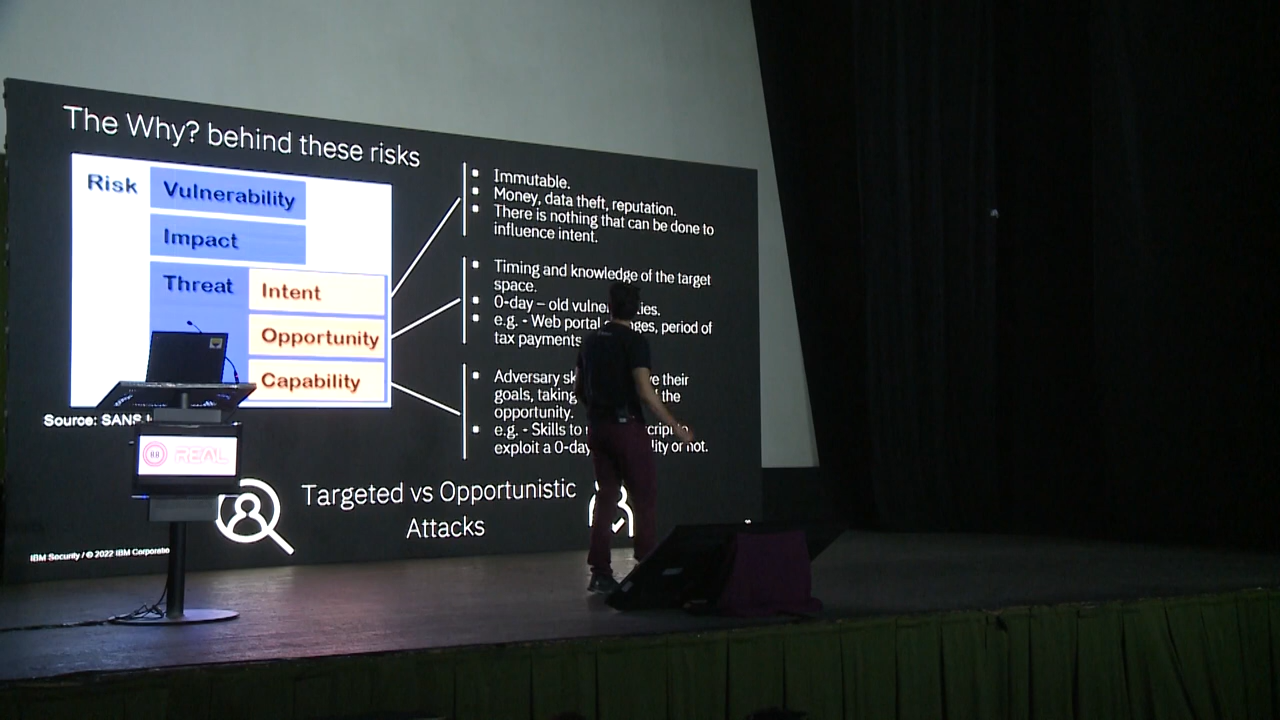 The Why? behind these risks
Risk
Vulnerability
Impact
Threat
Intent
Opportunity
Capability
Source: SANS
Immutable.
Money, data theft, reputation.
There is nothing that can be done to
influence intent.
Timing and knowledge of the target
space.
0-day – old
e.g. - Web portal period of
tax payments
Adversary their
goals, taking the
opportunity.
e.g. - Skills to
exploit a 0-day or not.
Targeted vs Opportunistic
Attacks
IBM Security / © 2022 IBM
REAL